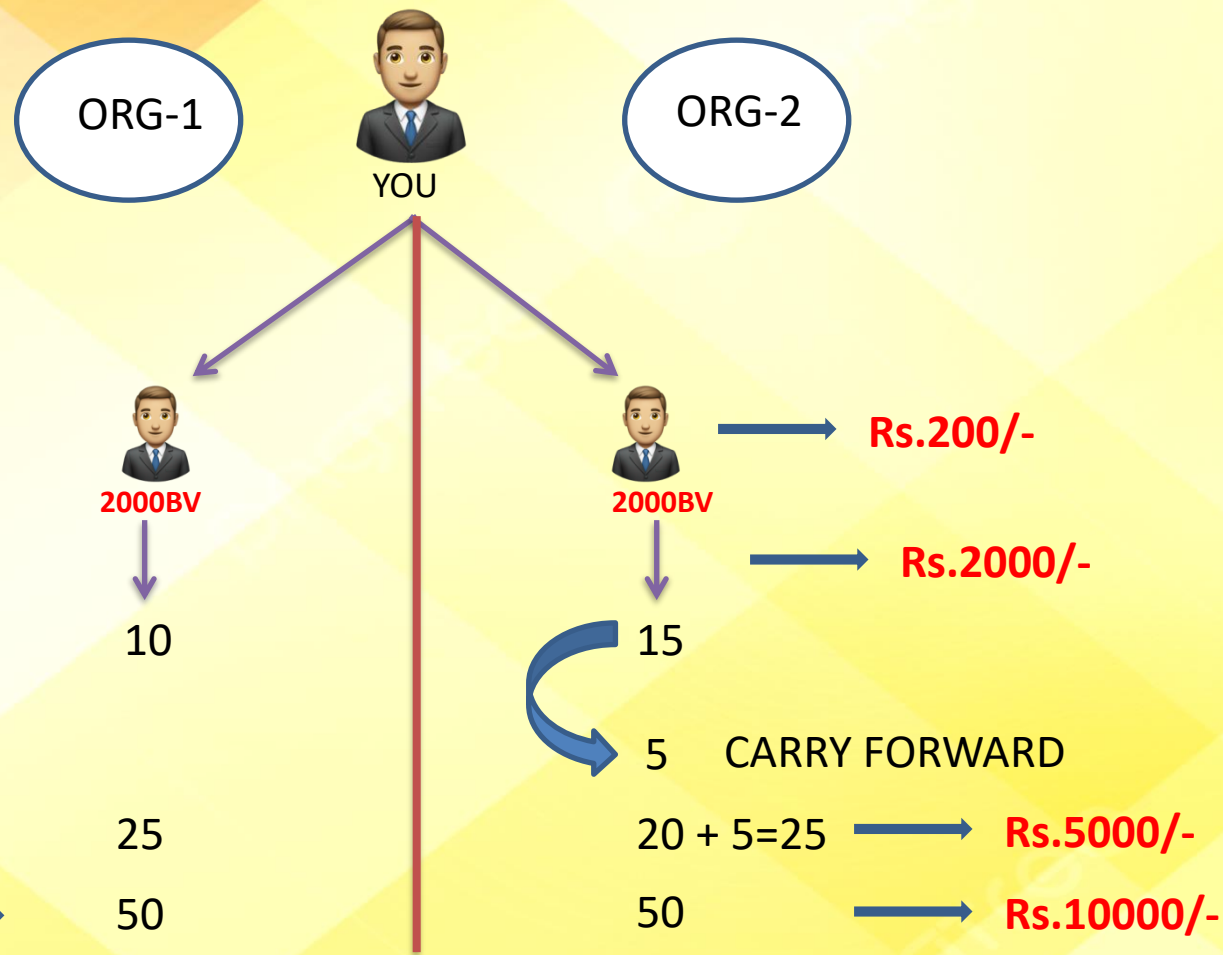 ORG-1
ORG-2
YOU
Rs.200/-
2000BV
2000BV
Rs.2000/-
10
15
5 CARRY FORWARD
25
20 + 5=25
Rs.5000/-
50
50
Rs.10000/-